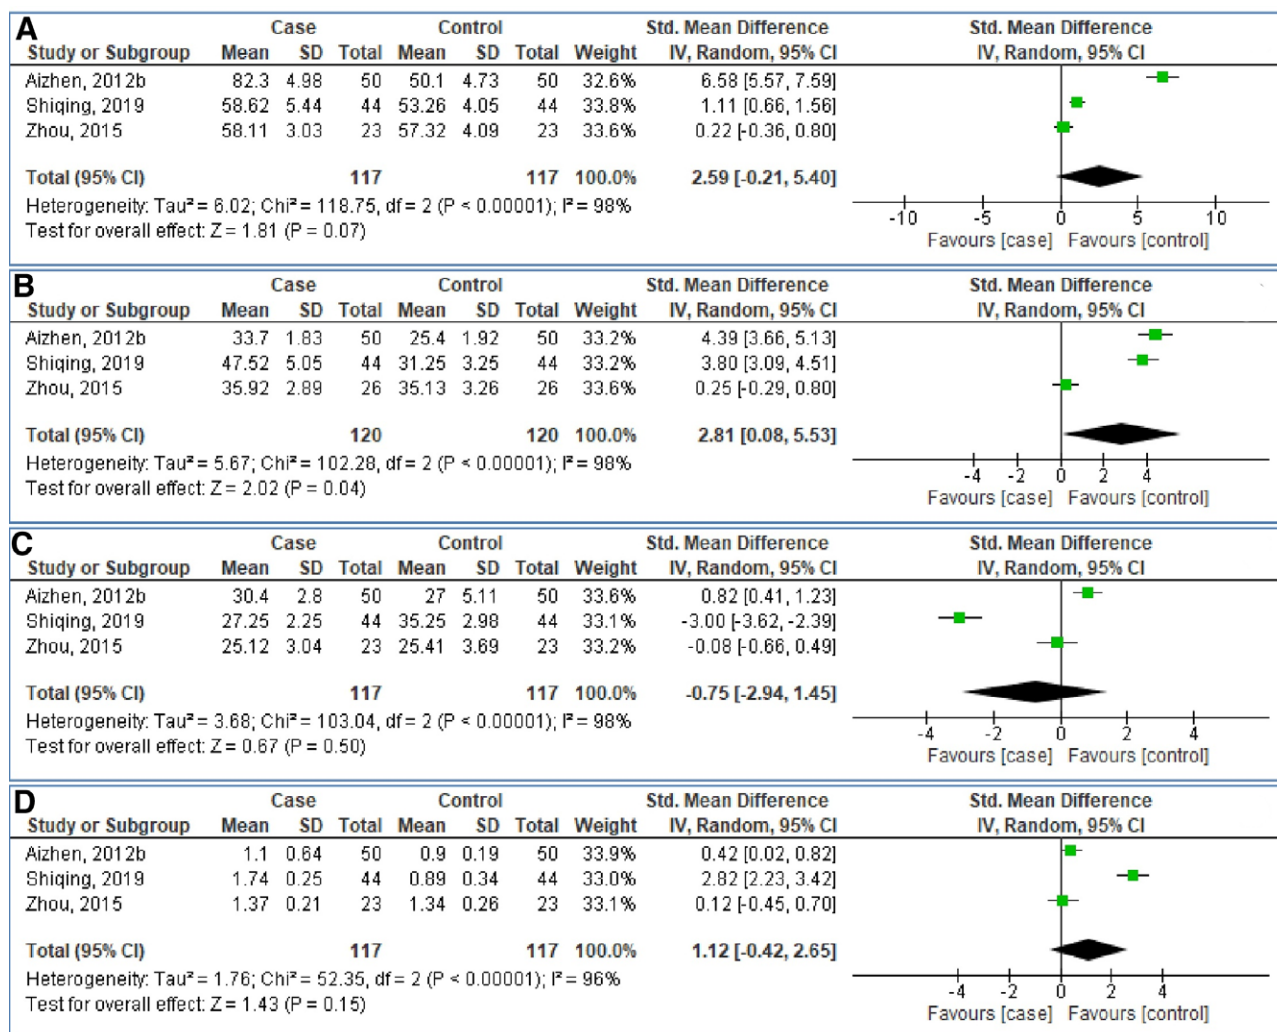 A
Case Control Std. Mean Difference Std. Mean Difference
Study or Subgroup Mean SD Total Mean SD Total Weight IV, Random, 95% CI IV, Random, 95% CI
Aizhen, 2012b 82.3 4.98 50 50.1 4.73 50 32.6% 6.58 [5.57, 7.59]
Shiqing, 2019 58.62 5.44 44 53.26 4.05 44 33.8% 1.11 [0.66, 1.56]
Zhou, 2015 58.11 3.03 23 57.32 4.09 23 33.6% 0.22 [-0.36, 0.80]
Total (95% CI) 117 117 100.0% 2.59 [-0.21, 5.40]
Heterogeneity: Tau² = 6.02; Chi² = 118.75, df = 2 (P < 0.00001); I² = 98%
Test for overall effect: Z = 1.81 (P = 0.07)
-10 -5 0 5 10
Favours [case] Favours [control]
B
Case Control Std. Mean Difference Std. Mean Difference
Study or Subgroup Mean SD Total Mean SD Total Weight IV, Random, 95% CI IV, Random, 95% CI
Aizhen, 2012b 33.7 1.83 50 25.4 1.92 50 33.2% 4.39 [3.66, 5.13]
Shiqing, 2019 47.52 5.05 44 31.25 3.25 44 33.2% 3.80 [3.09, 4.51]
Zhou, 2015 35.92 2.89 26 35.13 3.26 26 33.6% 0.25 [-0.29, 0.80]
Total (95% CI) 120 120 100.0% 2.81 [0.08, 5.53]
Heterogeneity: Tau² = 5.67; Chi² = 102.28, df = 2 (P < 0.00001); I² = 98%
Test for overall effect: Z = 2.02 (P = 0.04)
-4 -2 0 2 4
Favours [case] Favours [control]
C
Case Control Std. Mean Difference Std. Mean Difference
Study or Subgroup Mean SD Total Mean SD Total Weight IV, Random, 95% CI IV, Random, 95% CI
Aizhen, 2012b 30.4 2.8 50 27 5.11 50 33.6% 0.82 [0.41, 1.23]
Shiqing, 2019 27.25 2.25 44 35.25 2.98 44 33.1% -3.00 [-3.62, -2.39]
Zhou, 2015 25.12 3.04 23 25.41 3.69 23 33.2% -0.08 [-0.66, 0.49]
Total (95% CI) 117 117 100.0% -0.75 [-2.94, 1.45]
Heterogeneity: Tau² = 3.68; Chi² = 103.04, df = 2 (P < 0.00001); I² = 98%
Test for overall effect: Z = 0.67 (P = 0.50)
-4 -2 0 2 4
Favours [case] Favours [control]
D
Case Control Std. Mean Difference Std. Mean Difference
Study or Subgroup Mean SD Total Mean SD Total Weight IV, Random, 95% CI IV, Random, 95% CI
Aizhen, 2012b 1.1 0.64 50 0.9 0.19 50 33.9% 0.42 [0.02, 0.82]
Shiqing, 2019 1.74 0.25 44 0.89 0.34 44 33.0% 2.82 [2.23, 3.42]
Zhou, 2015 1.37 0.21 23 1.34 0.26 23 33.1% 0.12 [-0.45, 0.70]
Total (95% CI) 117 117 100.0% 1.12 [-0.42, 2.65]
Heterogeneity: Tau² = 1.76; Chi² = 52.35, df = 2 (P < 0.00001); I² = 96%
Test for overall effect: Z = 1.43 (P = 0.15)
-4 -2 0 2 4
Favours [case] Favours [control]